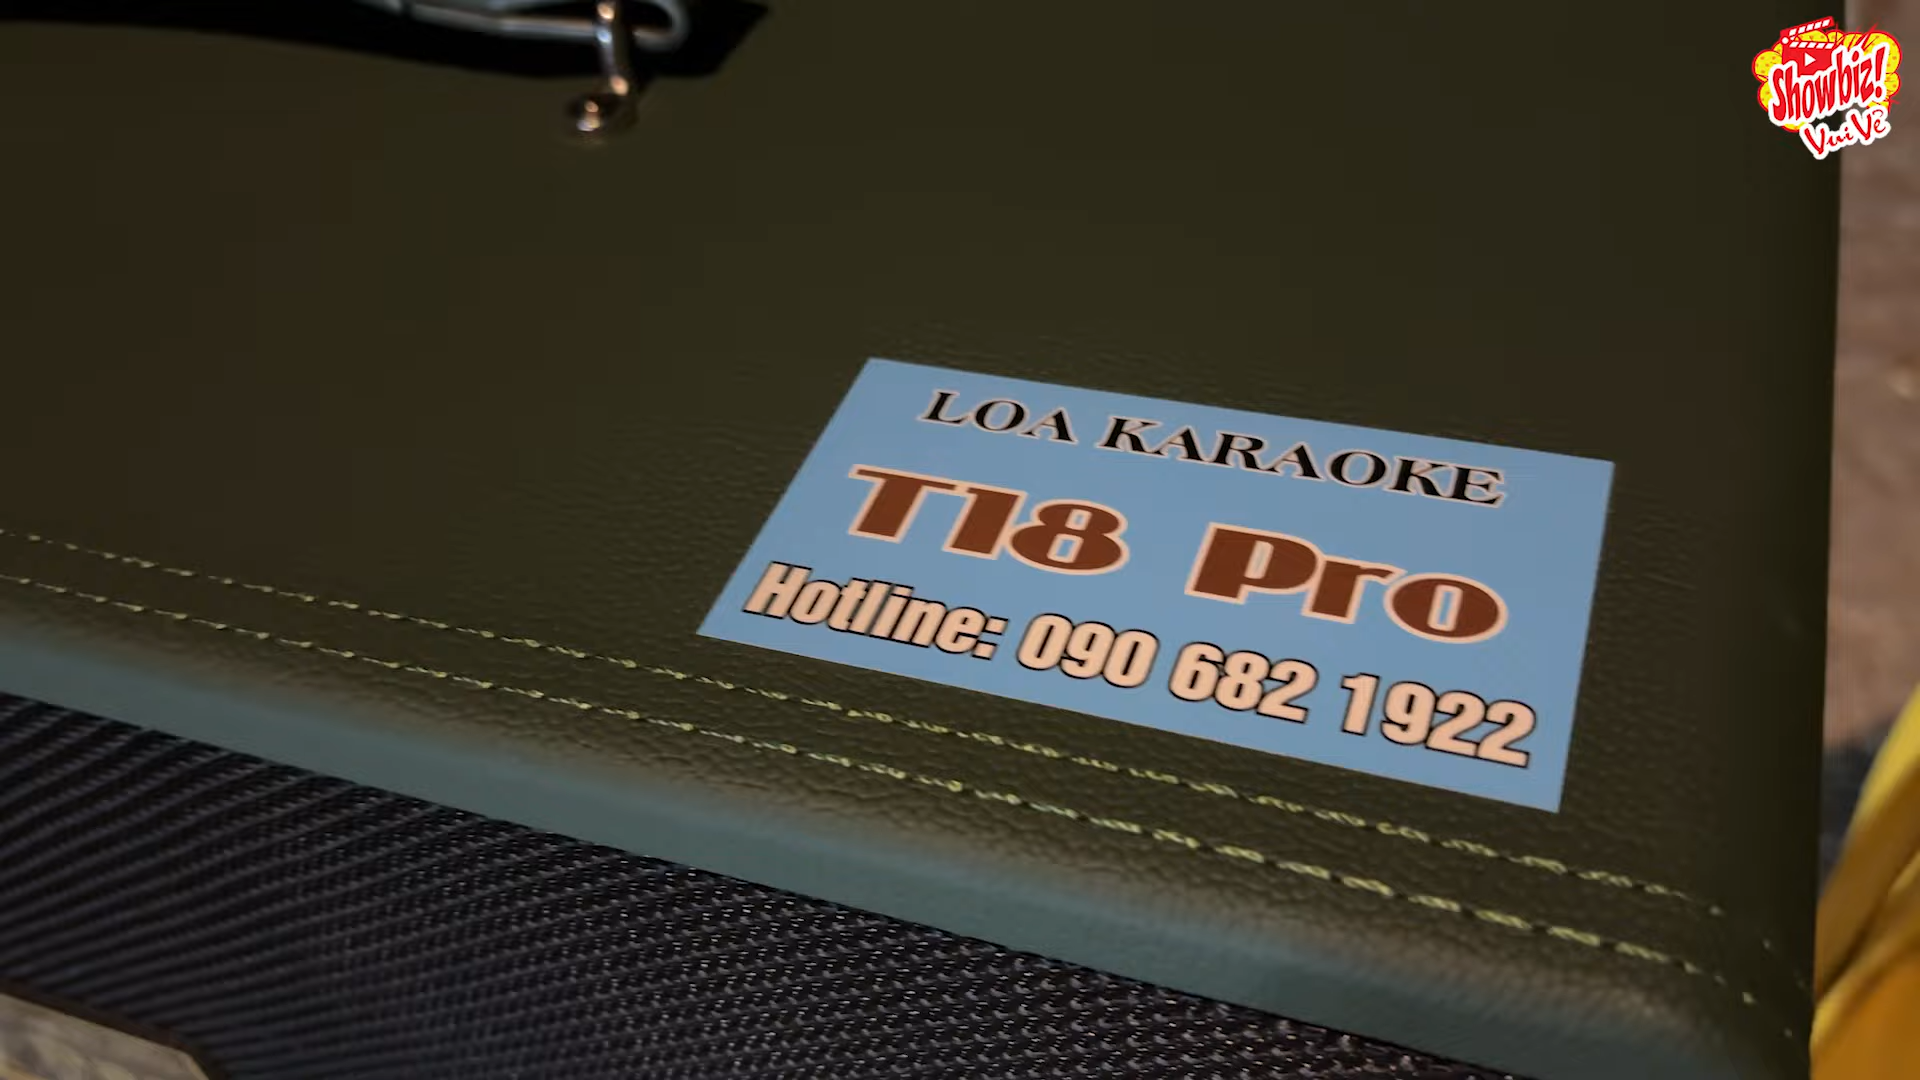 Showbiz!
Vui Vẻ
LOA KARAOKE
T18 Pro
Hotline: 090 682 1922